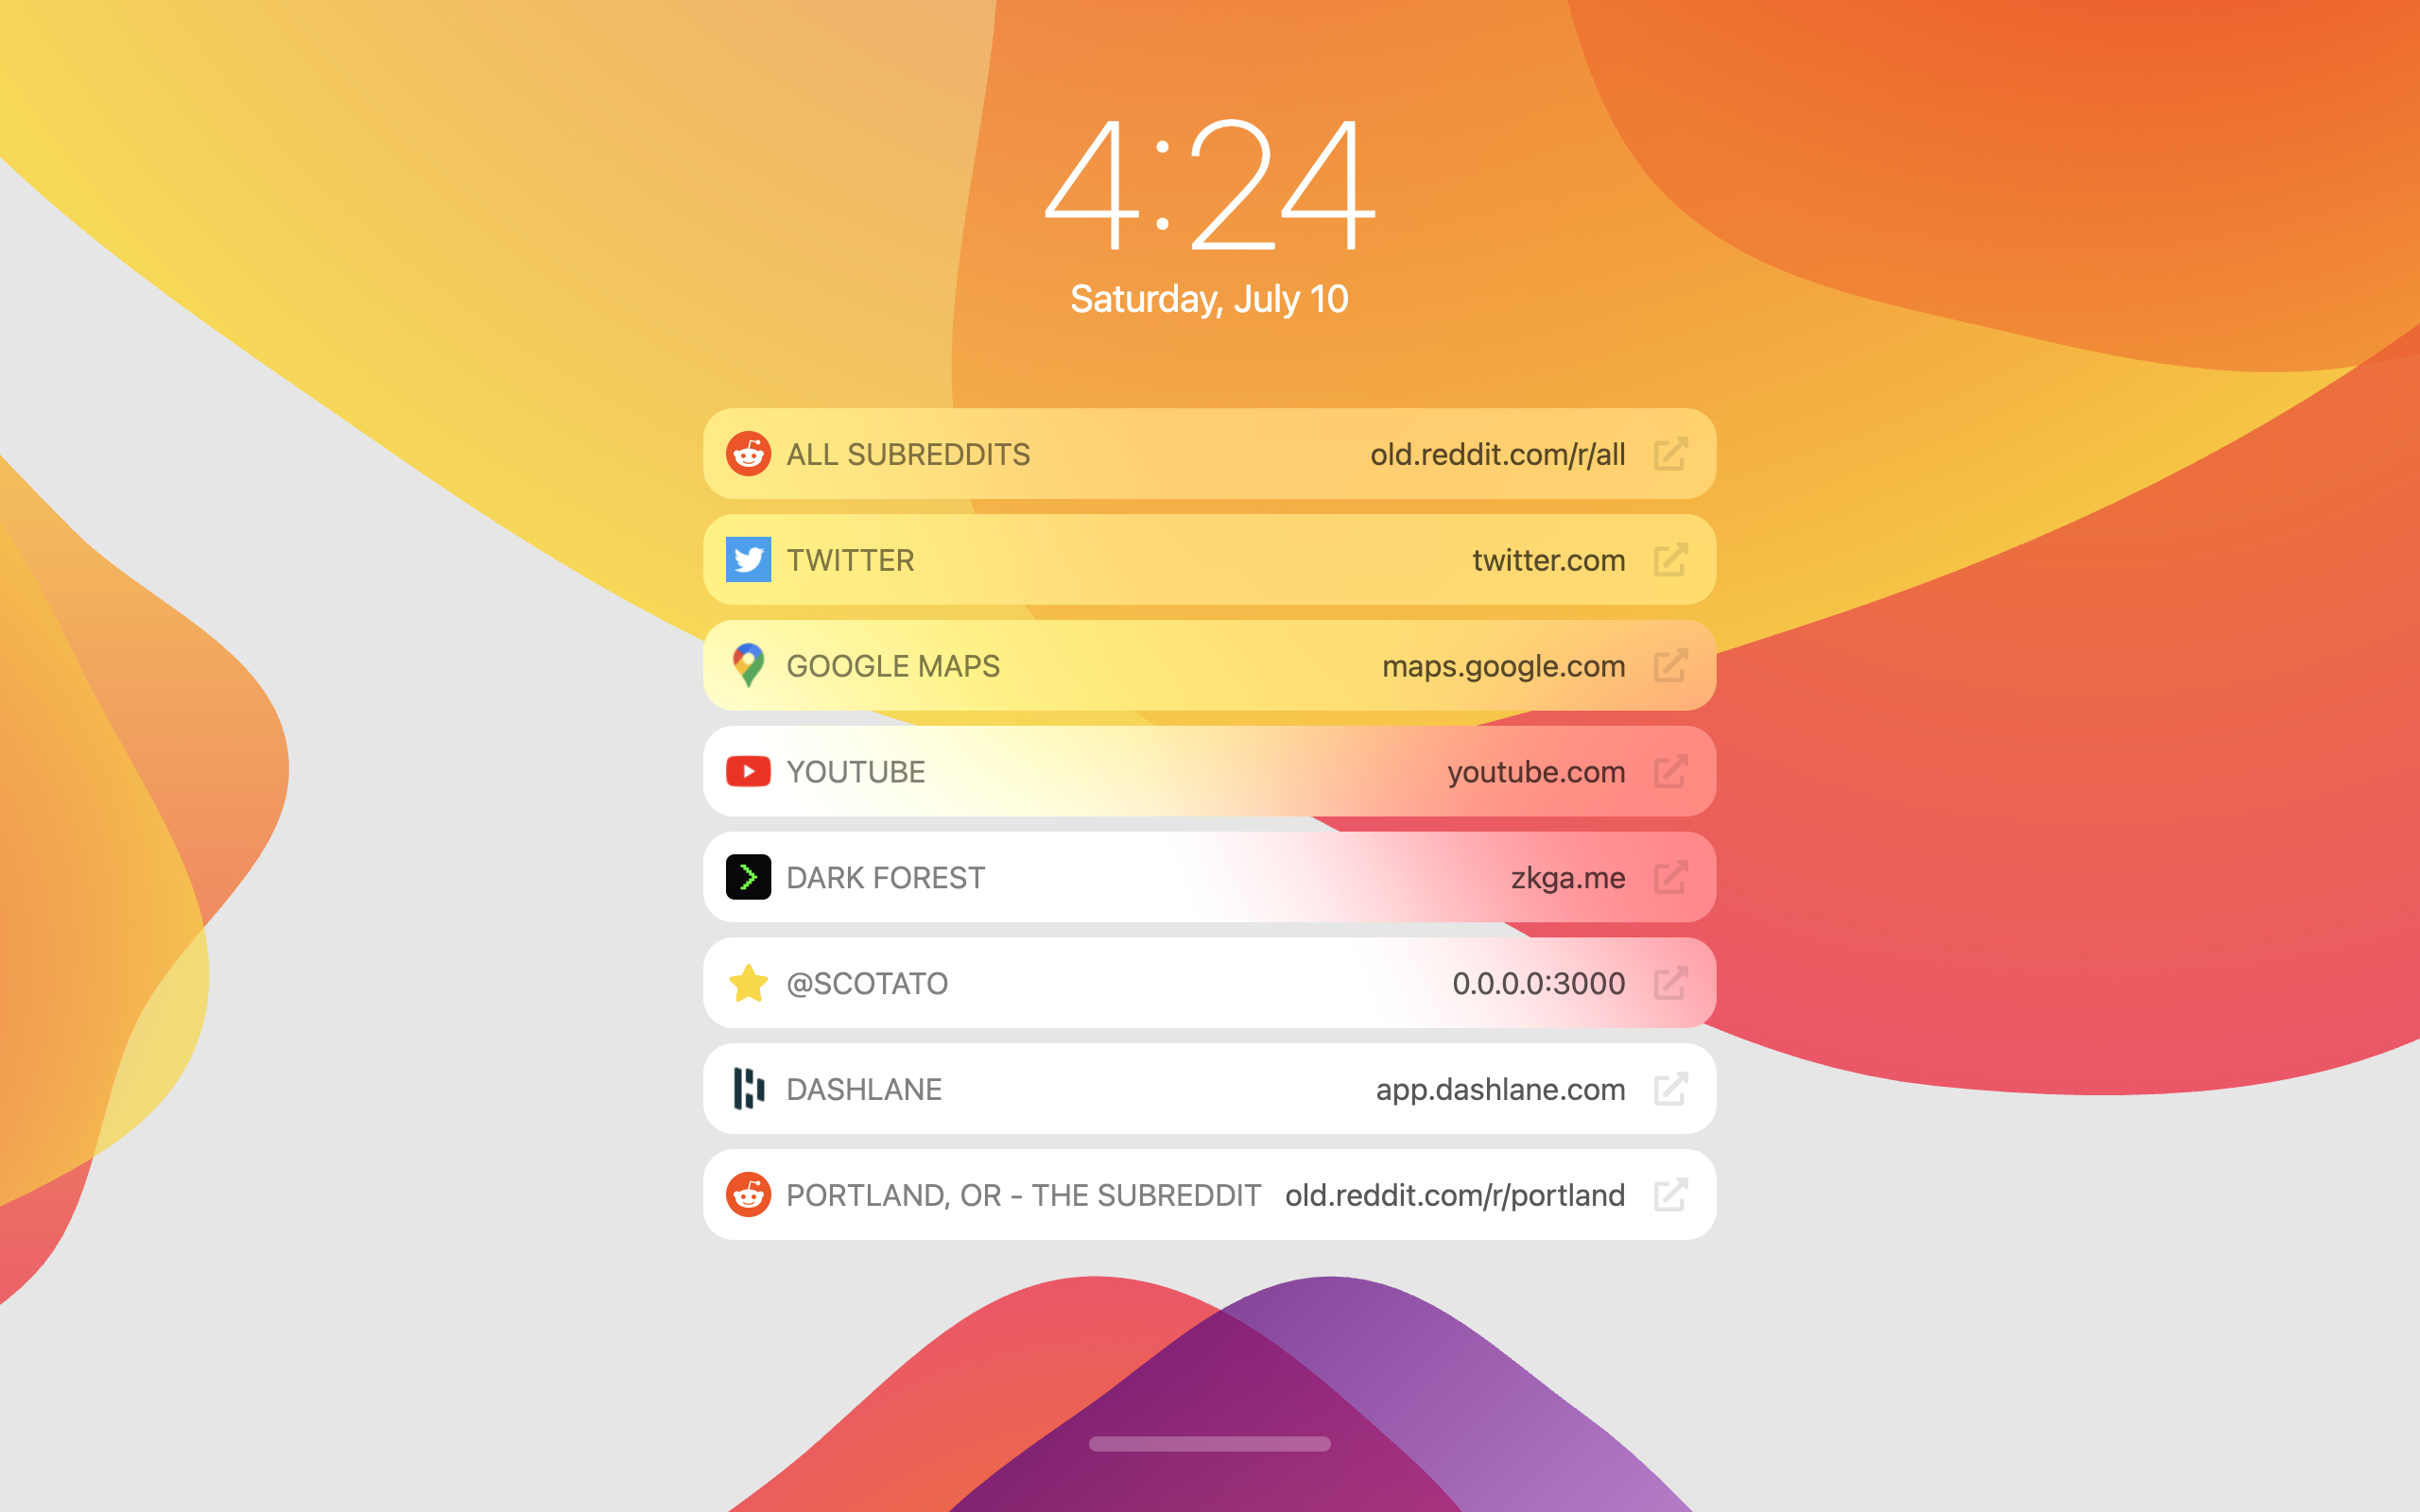 4:24
Saturday, July 10
ALL SUBREDDITS old.reddit.com/r/all
TWITTER twitter.com
GOOGLE MAPS maps.google.com
YOUTUBE youtube.com
DARK FOREST zkga.me
@SCOTATO 0.0.0.0:3000
DASHLANE app.dashlane.com
PORTLAND, OR - THE SUBREDDIT old.reddit.com/r/portland